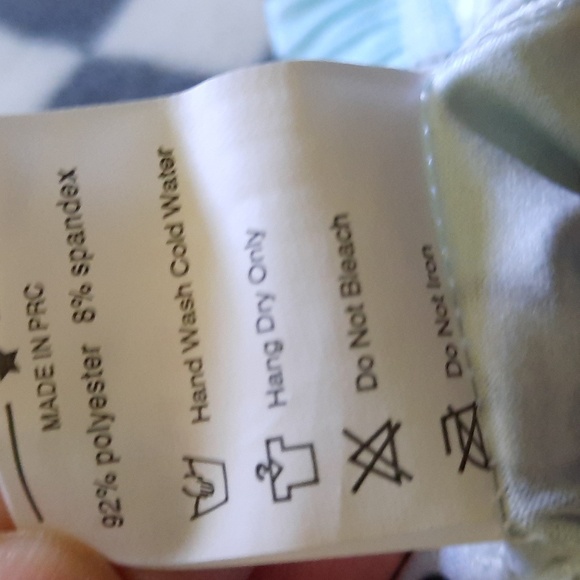 MADE IN PRC
92% polyester 8% spandex
Hand Wash Cold Water
Hang Dry Only
Do Not Bleach
Do Not Iron